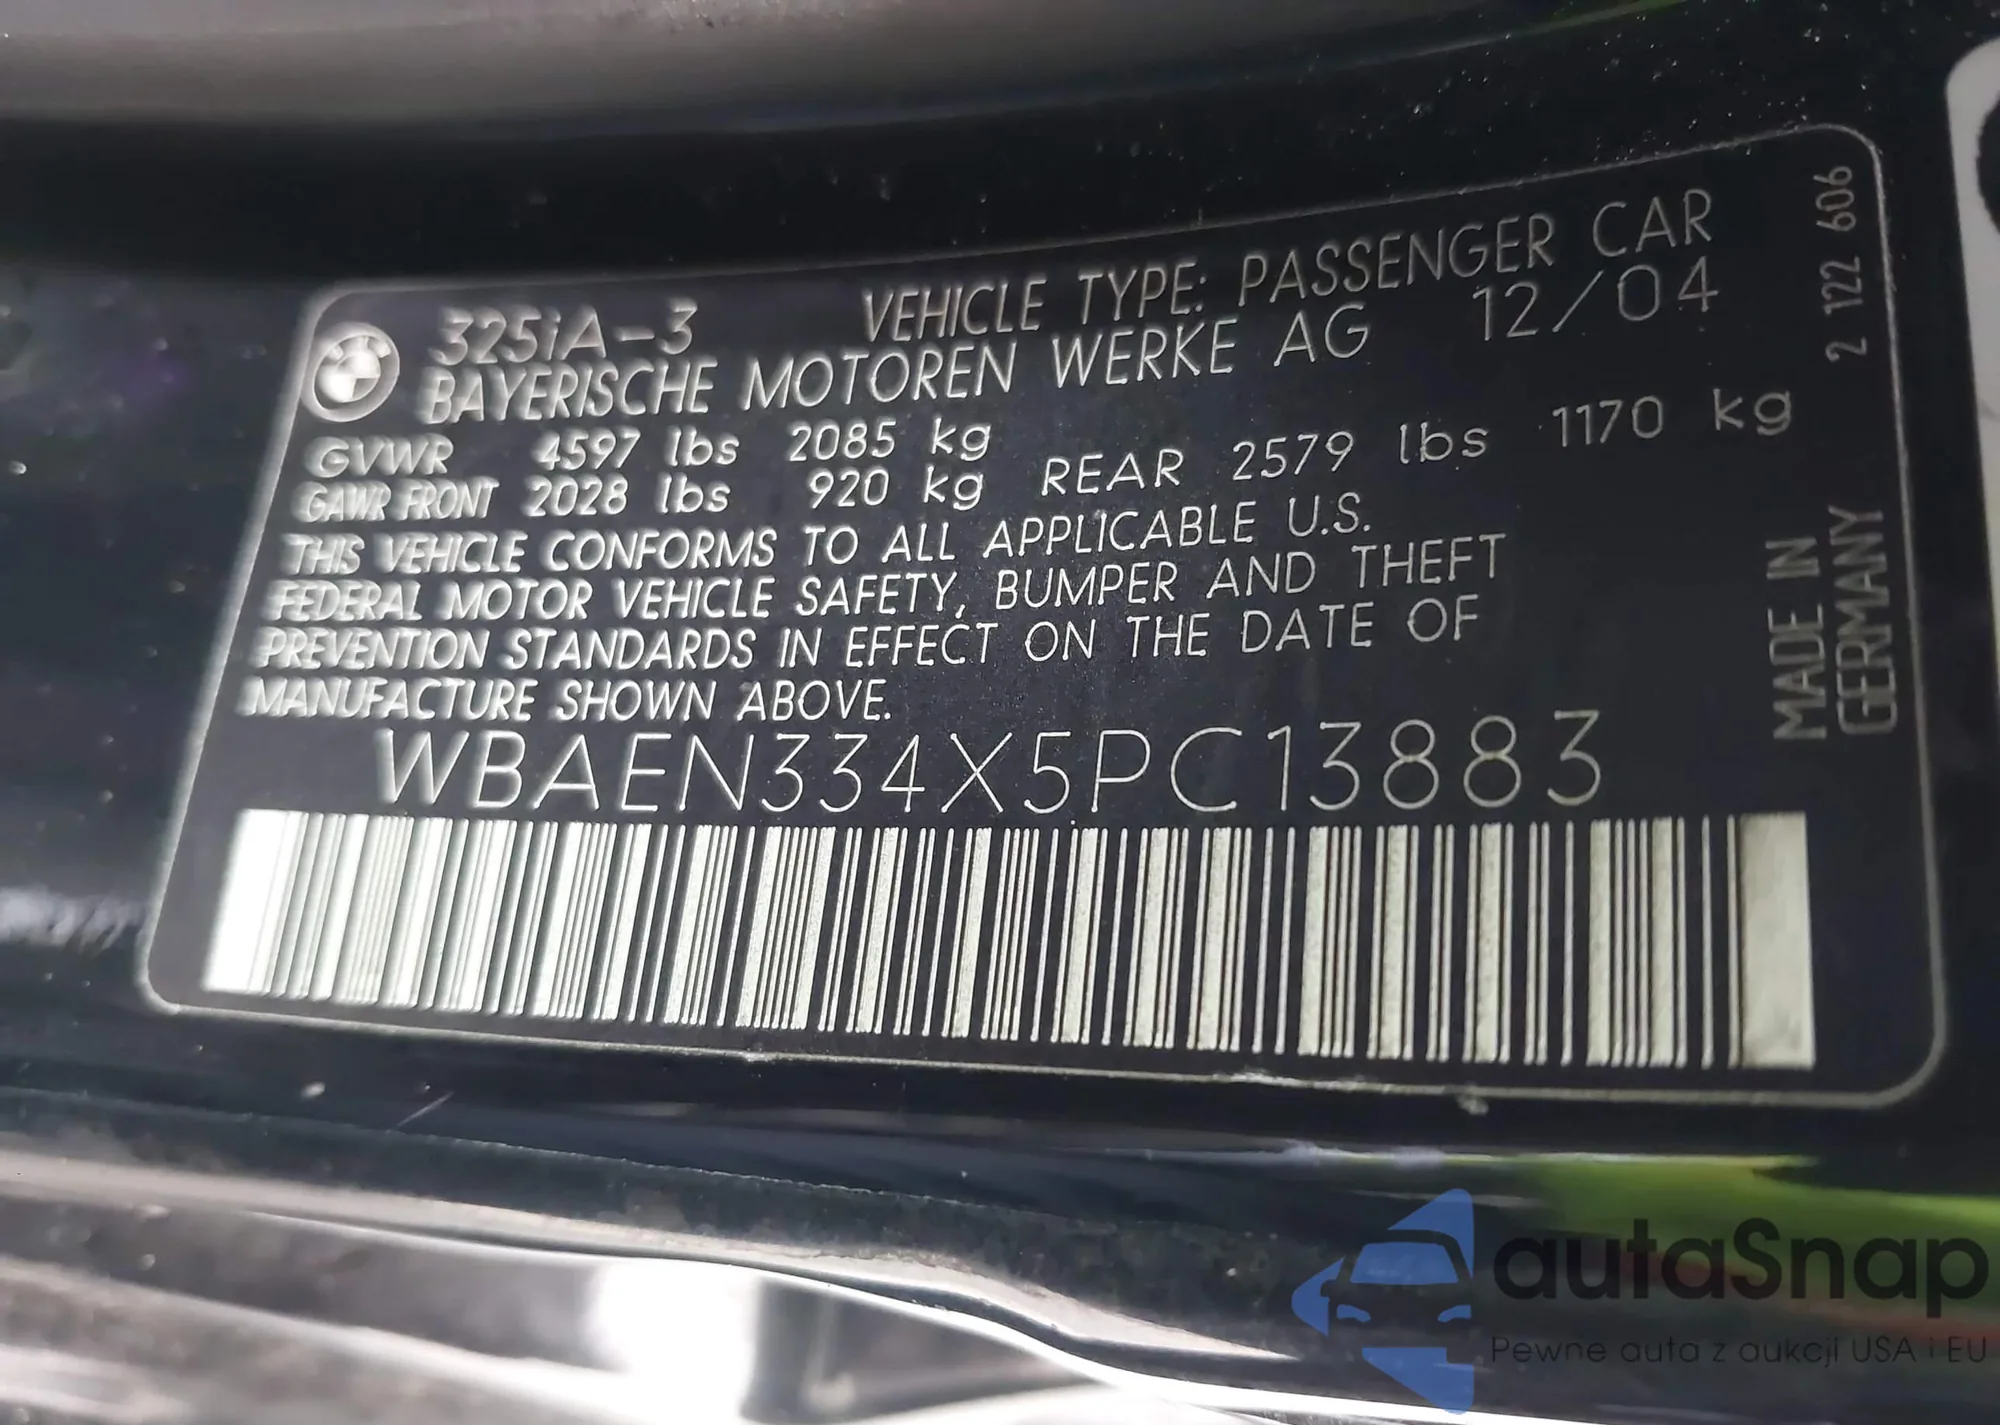 325iA-3 VEHICLE TYPE: PASSENGER CAR
BAYERISCHE MOTOREN WERKE AG 12/04
GVWR 4597 lbs 2085 kg
GAWR FRONT 2028 lbs 920 kg REAR 2579 lbs 1170 kg
THIS VEHICLE CONFORMS TO ALL APPLICABLE U.S.
FEDERAL MOTOR VEHICLE SAFETY, BUMPER AND THEFT
PREVENTION STANDARDS IN EFFECT ON THE DATE OF
MANUFACTURE SHOWN ABOVE.
WBAEN334X5PC13883
2 122 606
MADE IN
GERMANY
autaSnap
Pewne auta z aukcji USA i EU